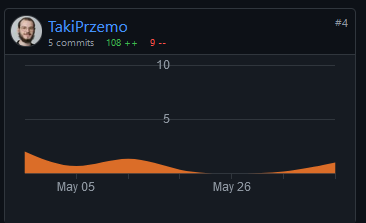 TakiPrzemo
#4
5 commits 108 ++ 9 --
10
5
May 05 May 26